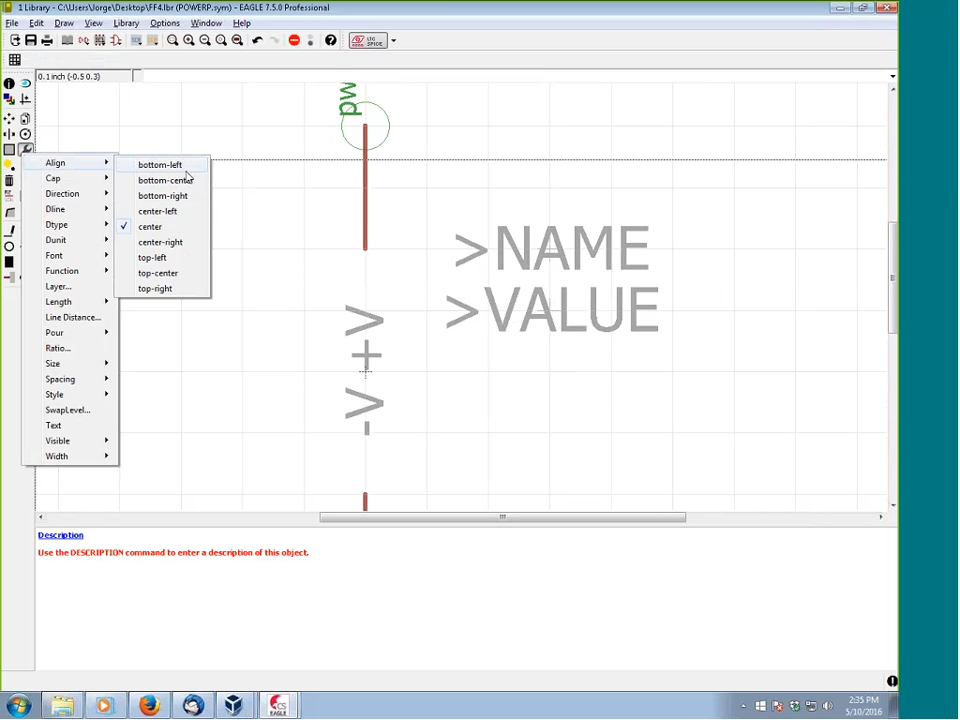 1 Library - C:\Users\Jorge\Desktop\FF4.lbr (POWERP.sym) - EAGLE 7.5.0 Professional
File Edit Draw View Library Options Window Help
LTC SPICE
0.1 inch (-0.5 0.3)
pw
Align
Cap
Direction
Dline
Dtype
Dunit
Font
Function
Layer...
Length
Line Distance...
Pour
Ratio...
Size
Spacing
Style
SwapLevel...
Text
Visible
Width
bottom-left
bottom-center
bottom-right
center-left
center
center-right
top-left
top-center
top-right
>NAME
>VALUE
-V +V
Description
Use the DESCRIPTION command to enter a description of this object.
CS
EAGLE
2:35 PM
5/10/2016